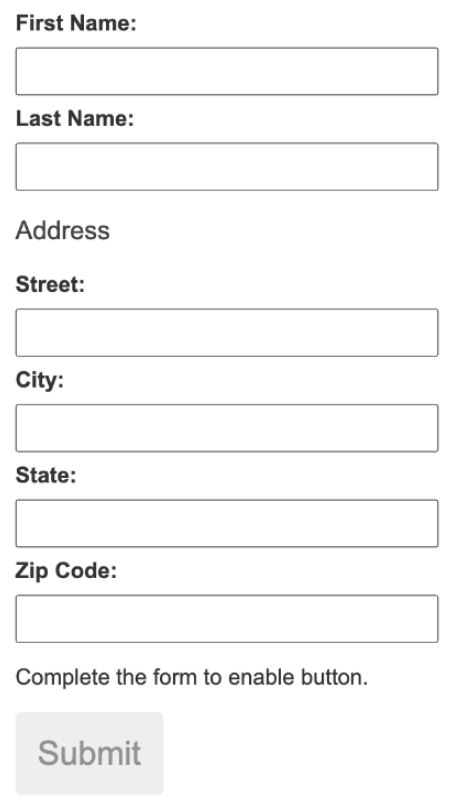 First Name:
Last Name:
Address
Street:
City:
State:
Zip Code:
Complete the form to enable button.
Submit